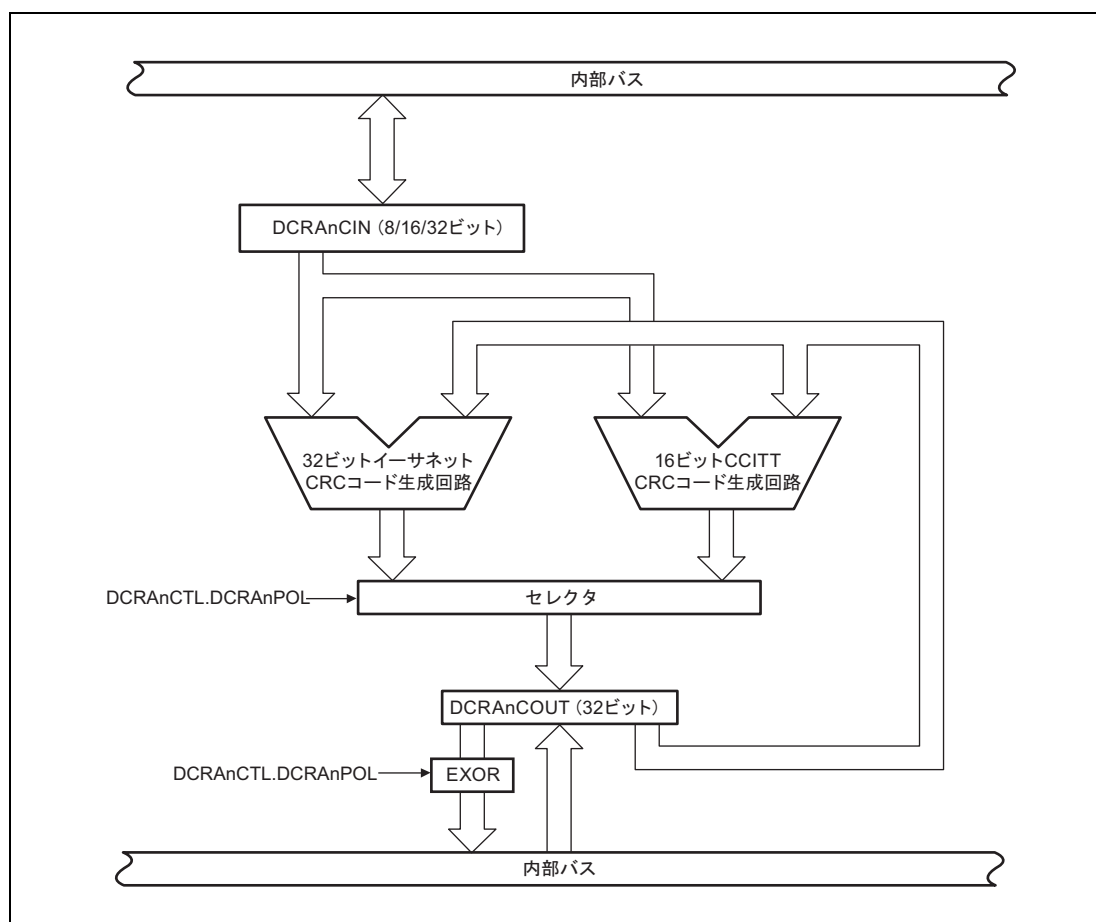 内部バス
DCRAnCIN (8/16/32ビット)
32ビットイーサネット
CRCコード生成回路
16ビットCCITT
CRCコード生成回路
DCRAnCTL.DCRAnPOL
セレクタ
DCRAnCOUT (32ビット)
DCRAnCTL.DCRAnPOL
EXOR
内部バス